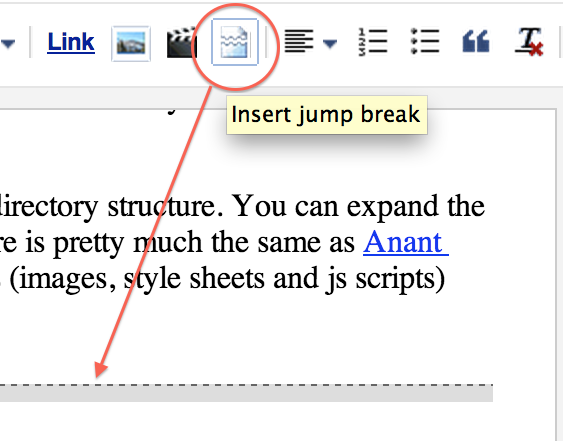 Link
Insert jump break
directory structure. You can expand the
re is pretty much the same as Anant
(images, style sheets and js scripts)